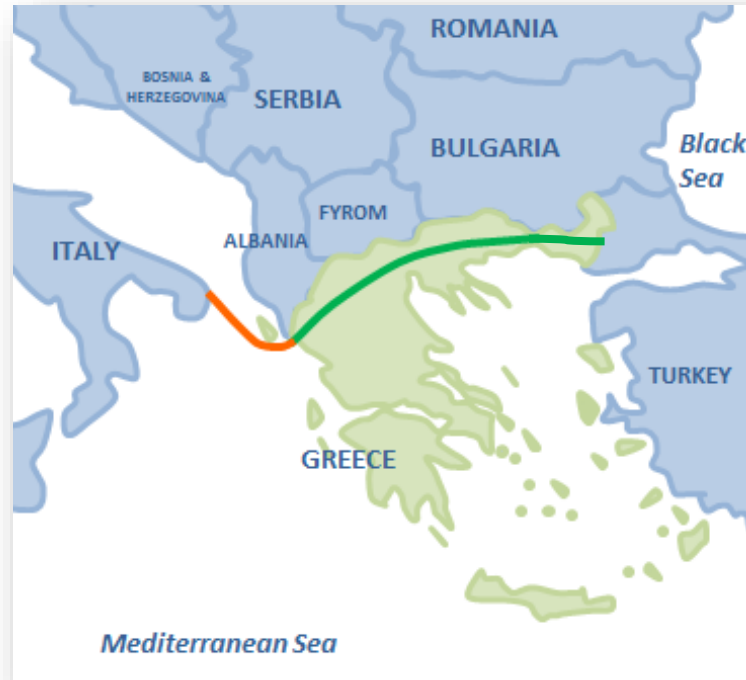 ROMANIA
BOSNIA &
HERZEGOVINA
SERBIA
BULGARIA
Black
Sea
FYROM
ALBANIA
ITALY
TURKEY
GREECE
Mediterranean Sea